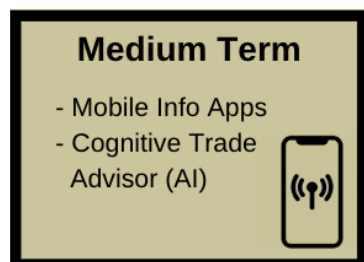 Medium Term
- Mobile Info Apps
- Cognitive Trade
Advisor (AI)